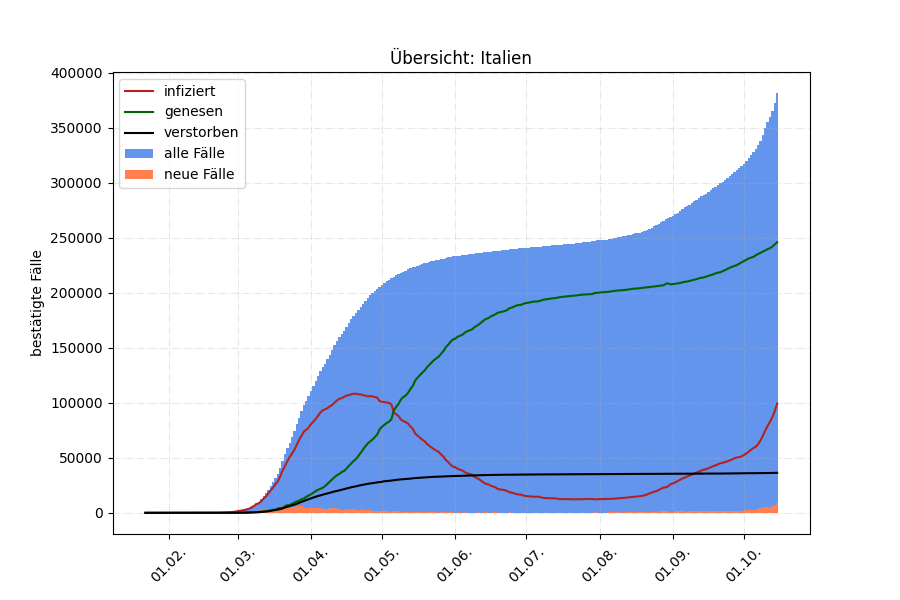 Übersicht: Italien
400000
350000
300000
250000
200000
150000
100000
50000
0
bestätigte Fälle
infiziert
genesen
verstorben
alle Fälle
neue Fälle
01.02.
01.03.
01.04.
01.05.
01.06.
01.07.
01.08.
01.09.
01.10.